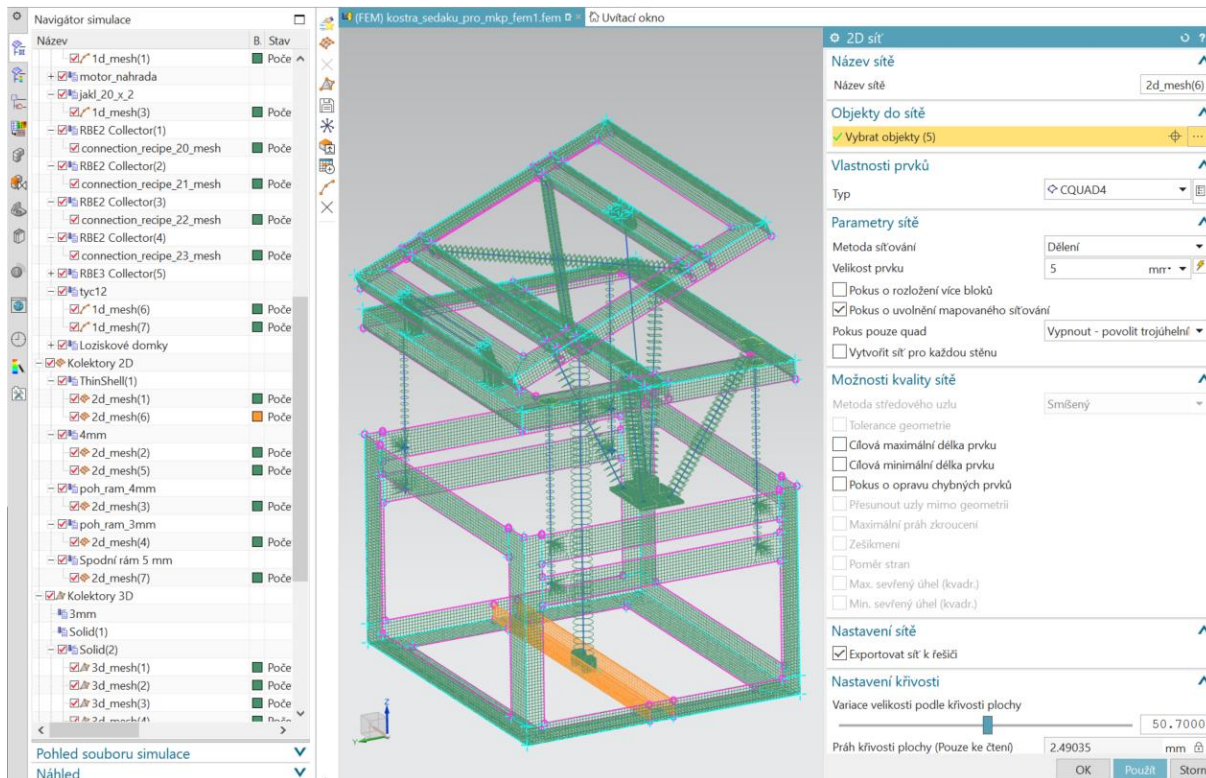 Navigátor simulace
Název B. Stav
1d_mesh(1) Poče
motor_nahrada
jakl_20_x_2
1d_mesh(3) Poče
RBE2 Collector(1)
connection_recipe_20_mesh Poče
RBE2 Collector(2)
connection_recipe_21_mesh Poče
RBE2 Collector(3)
connection_recipe_22_mesh Poče
RBE2 Collector(4)
connection_recipe_23_mesh Poče
RBE3 Collector(5)
tyc12
1d_mesh(6) Poče
1d_mesh(7) Poče
Loziskové domky
Kolektory 2D
ThinShell(1)
2d_mesh(1) Poče
2d_mesh(6) Poče
4mm
2d_mesh(2) Poče
2d_mesh(5) Poče
poh_ram_4mm
2d_mesh(3) Poče
poh_ram_3mm
2d_mesh(4) Poče
Spodní rám 5 mm
2d_mesh(7) Poče
Kolektory 3D
3mm
Solid(1)
Solid(2)
3d_mesh(1) Poče
3d_mesh(2) Poče
3d_mesh(3) Poče
3d_mesh(4) Poče
Pohled souboru simulace
Náhled
(FEM) kostra_sedaku_pro_mkp_fem1.fem
Uvítací okno
Z
Y
2D síť
Název sítě
Název sítě 2d_mesh(6)
Objekty do sítě
Vybrat objekty (5)
Vlastnosti prvků
Typ CQUAD4
Parametry sítě
Metoda síťování Dělení
Velikost prvku 5 mm
Pokus o rozložení více bloků
Pokus o uvolnění mapovaného síťování
Pokus pouze quad Vypnout - povolit trojúhelní
Vytvořit síť pro každou stěnu
Možnosti kvality sítě
Metoda středového uzlu Smíšený
Tolerance geometrie
Cílová maximální délka prvku
Cílová minimální délka prvku
Pokus o opravu chybných prvků
Přesunout uzly mimo geometrii
Maximální práh zkroucení
Zešikmení
Poměr stran
Max. sevřený úhel (kvadr.)
Min. sevřený úhel (kvadr.)
Nastavení sítě
Exportovat síť k řešiči
Nastavení křivosti
Variace velikosti podle křivosti plochy
50.7000
Práh křivosti plochy (Pouze ke čtení) 2.49035 mm
OK Použít Storn